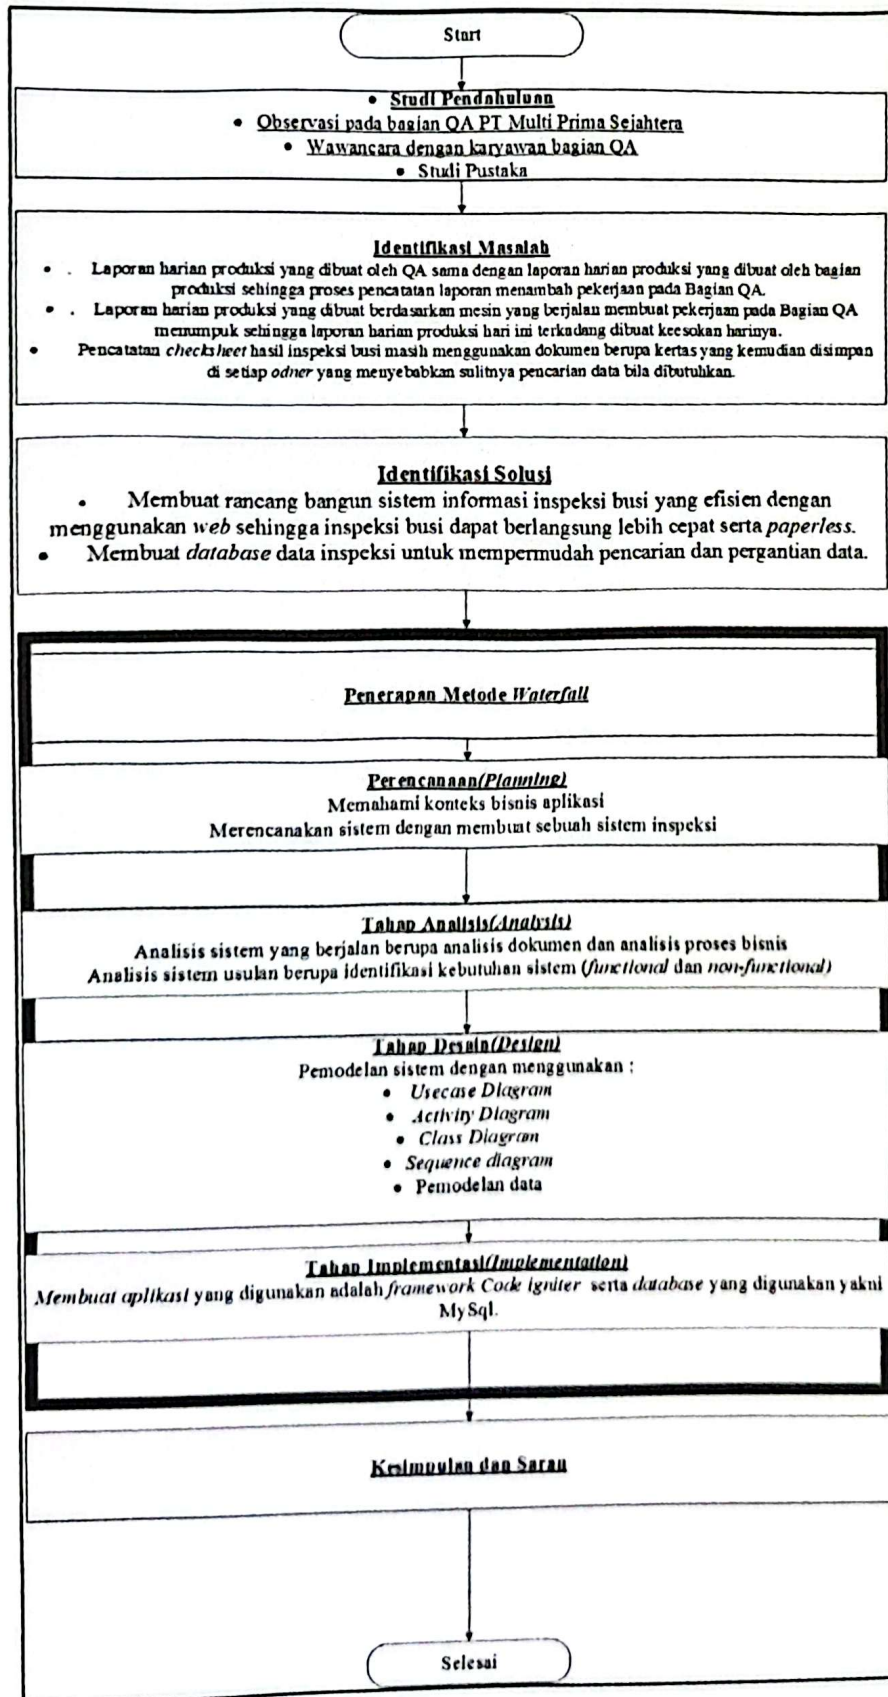 Start
• Studi Pendahuluan
• Observasi pada bagian QA PT Multi Prima Sejahtera
• Wawancara dengan karyawan bagian QA
• Studi Pustaka
Identifikasi Masalah
• . Laporan harian produksi yang dibuat oleh QA sama dengan laporan harian produksi yang dibuat oleh bagian
produksi sehingga proses pencatatan laporan menambah pekerjaan pada Bagian QA.
• . Laporan harian produksi yang dibuat berdasarkan mesin yang berjalan membuat pekerjaan pada Bagian QA
menumpuk sehingga laporan harian produksi hari ini terkadang dibuat keesokan harinya.
• Pencatatan checksheet hasil inspeksi busi masih menggunakan dokumen berupa kertas yang kemudian disimpan
di setiap odner yang menyebabkan sulitnya pencarian data bila dibutuhkan.
Identifikasi Solusi
• Membuat rancang bangun sistem informasi inspeksi busi yang efisien dengan
menggunakan web sehingga inspeksi busi dapat berlangsung lebih cepat serta paperless.
• Membuat database data inspeksi untuk mempermudah pencarian dan pergantian data.
Penerapan Metode Waterfall
Perencanaan(Planning)
Memahami konteks bisnis aplikasi
Merencanakan sistem dengan membuat sebuah sistem inspeksi
Tahap Analisis(Analysis)
Analisis sistem yang berjalan berupa analisis dokumen dan analisis proses bisnis
Analisis sistem usulan berupa identifikasi kebutuhan sistem (functional dan non-functional)
Tahap Desain(Design)
Pemodelan sistem dengan menggunakan :
• Usecase Diagram
• Activity Diagram
• Class Diagram
• Sequence diagram
• Pemodelan data
Tahap Implementasi(Implementation)
Membuat aplikasi yang digunakan adalah framework Code igniter serta database yang digunakan yakni
MySql.
Kesimpulan dan Saran
Selesai